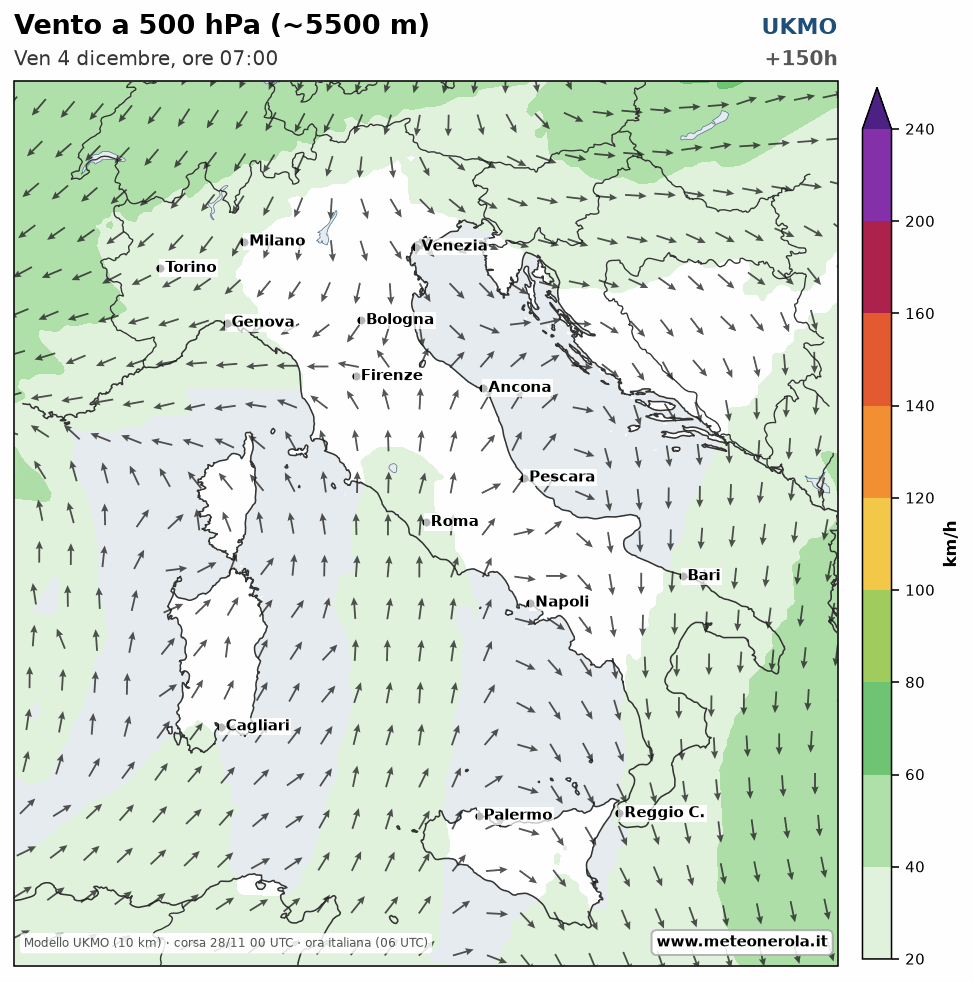 Vento a 500 hPa (~5500 m)
UKMO
Ven 4 dicembre, ore 07:00
+150h
240
200
160
140
120
100
80
60
40
20
km/h
Milano
Venezia
Torino
Genova
Bologna
Firenze
Ancona
Pescara
Roma
Bari
Napoli
Cagliari
Palermo
Reggio C.
Modello UKMO (10 km) · corsa 28/11 00 UTC · ora italiana (06 UTC)
www.meteonerola.it